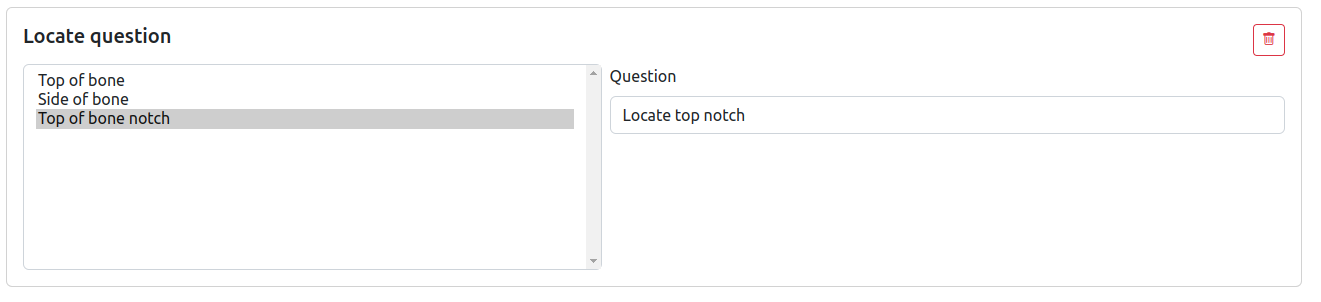 Locate question
Top of bone
Side of bone
Top of bone notch
Question
Locate top notch